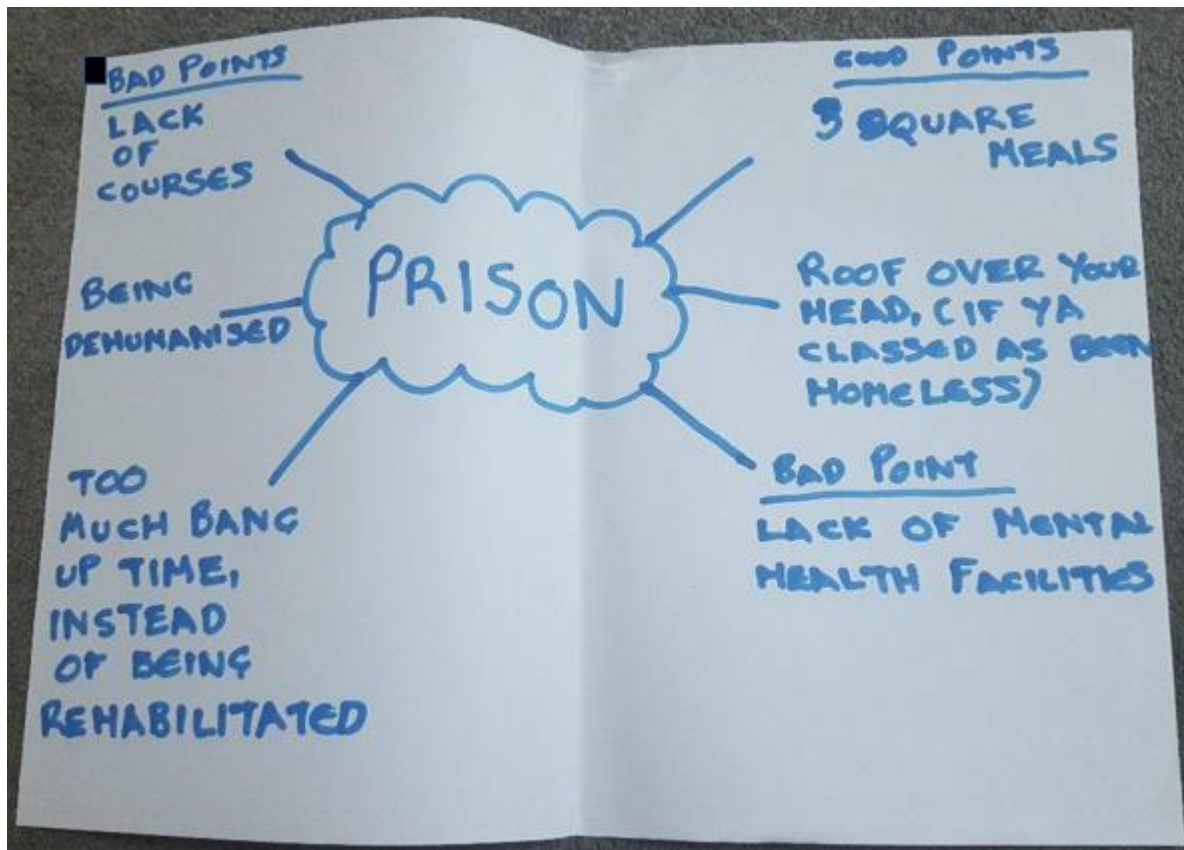 BAD POINTS
LACK
OF
COURSES
BEING
DEHUMANISED
TOO
MUCH BANG
UP TIME,
INSTEAD
OF BEING
REHABILITATED
PRISON
GOOD POINTS
3 SQUARE
MEALS
ROOF OVER YOUR
HEAD, (IF YA
CLASSED AS BEEN
HOMELESS)
BAD POINT
LACK OF MENTAL
HEALTH FACILITIES